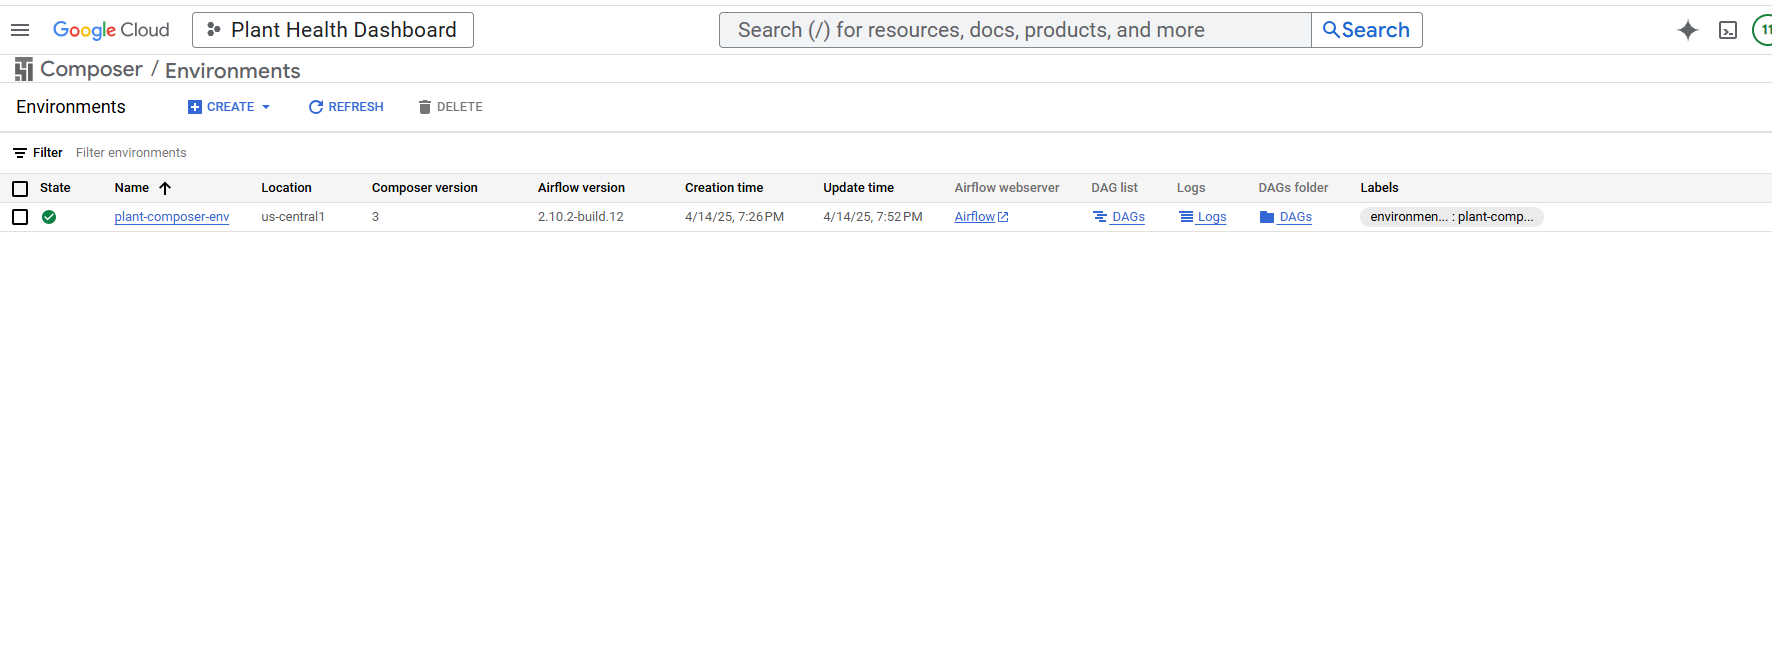 Google Cloud Plant Health Dashboard Search (/) for resources, docs, products, and more Search 11
Composer / Environments
Environments CREATE REFRESH DELETE
Filter Filter environments
State Name Location Composer version Airflow version Creation time Update time Airflow webserver DAG list Logs DAGs folder Labels
plant-composer-env us-central1 3 2.10.2-build.12 4/14/25, 7:26 PM 4/14/25, 7:52 PM Airflow DAGs Logs DAGs environmen... : plant-comp...